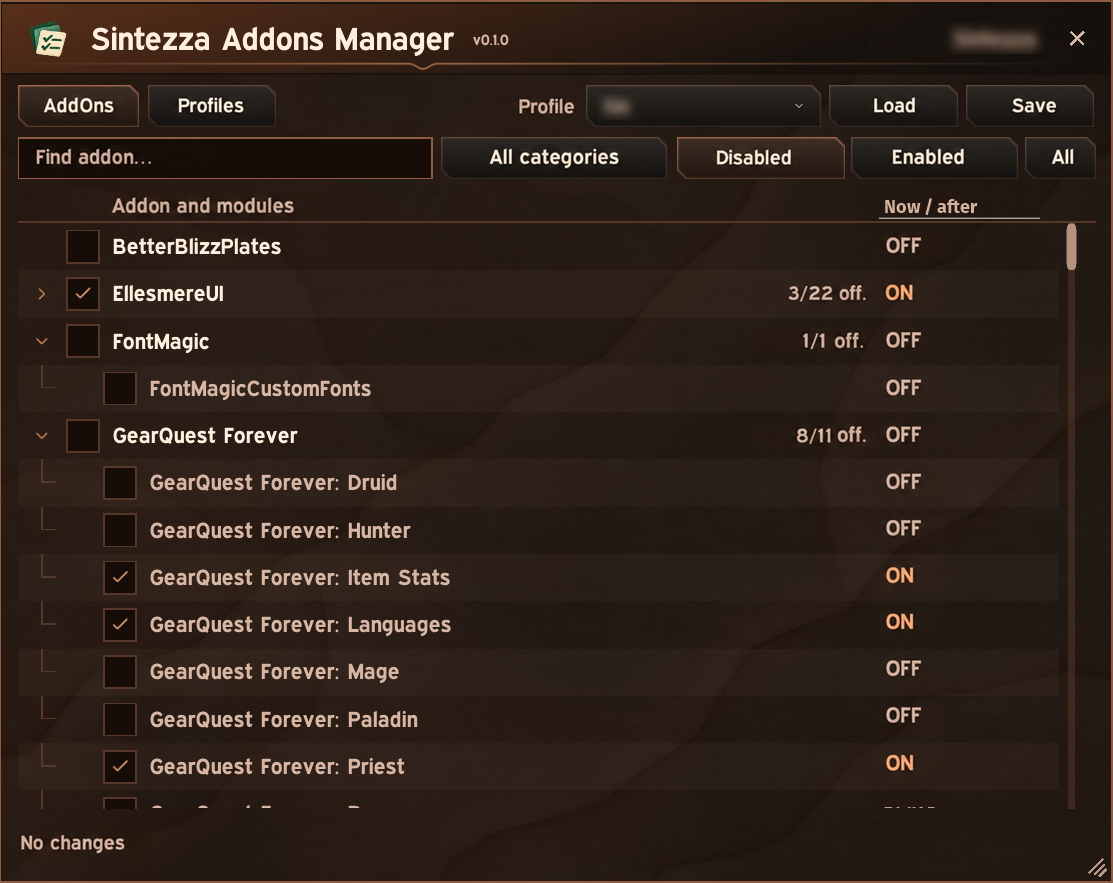 Sintezza Addons Manager v0.1.0
AddOns Profiles Profile Load Save
Find addon... All categories Disabled Enabled All
Addon and modules Now / after
BetterBlizzPlates OFF
EllesmereUI 3/22 off. ON
FontMagic 1/1 off. OFF
FontMagicCustomFonts OFF
GearQuest Forever 8/11 off. OFF
GearQuest Forever: Druid OFF
GearQuest Forever: Hunter OFF
GearQuest Forever: Item Stats ON
GearQuest Forever: Languages ON
GearQuest Forever: Mage OFF
GearQuest Forever: Paladin OFF
GearQuest Forever: Priest ON
No changes